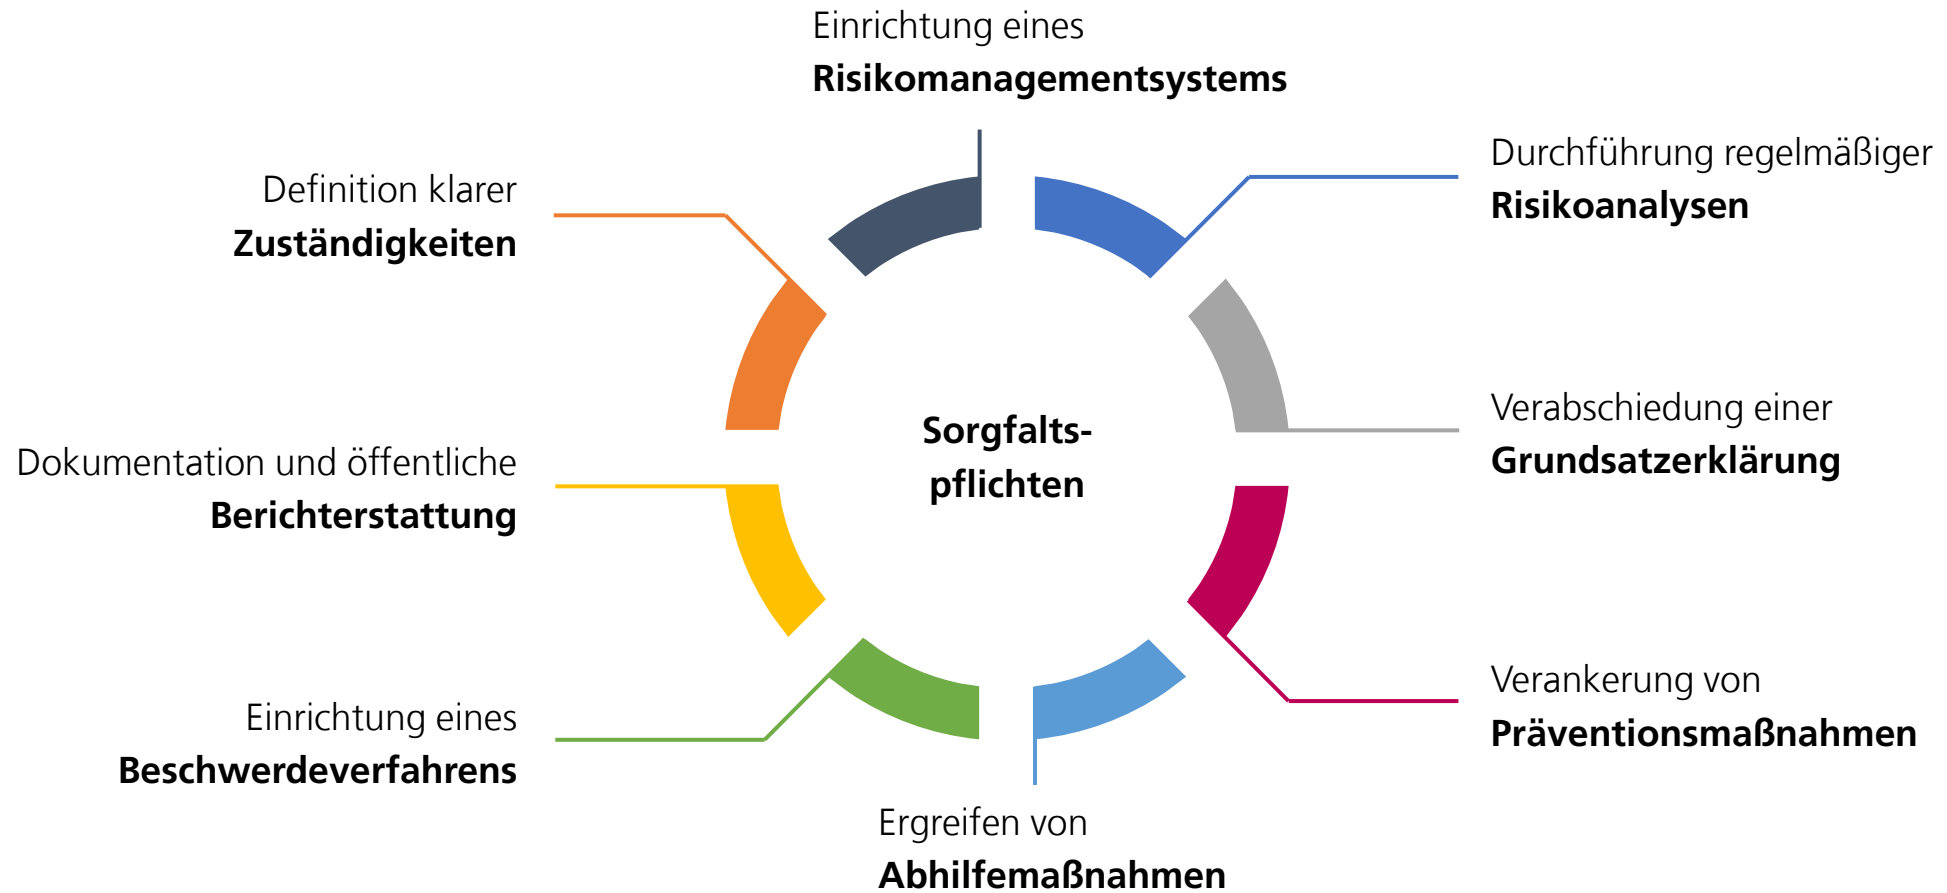 Einrichtung eines
Risikomanagementsystems
Durchführung regelmäßiger
Risikoanalysen
Verabschiedung einer
Grundsatzerklärung
Verankerung von
Präventionsmaßnahmen
Ergreifen von
Abhilfemaßnahmen
Einrichtung eines
Beschwerdeverfahrens
Dokumentation und öffentliche
Berichterstattung
Definition klarer
Zuständigkeiten
Sorgfalts-
pflichten